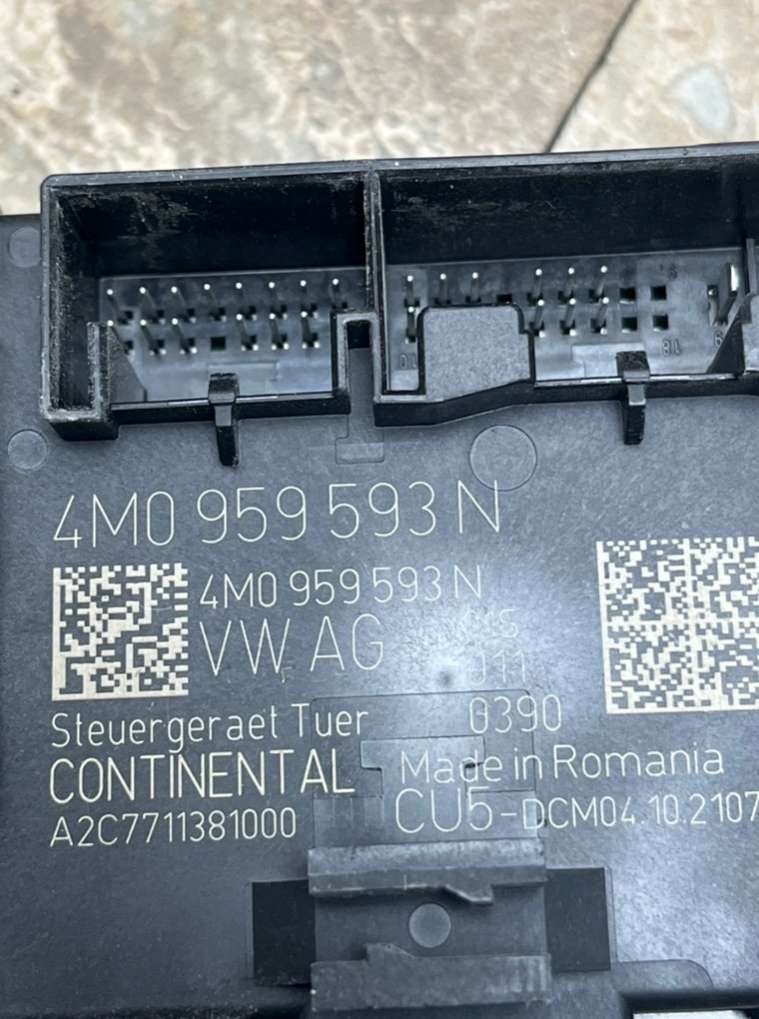 18
4M0 959 593 N
4M0 959 593 N
VW AG
011
0390
Steuergeraet Tuer
CONTINENTAL
Made in Romania
A2C7711381000
CU5-DCM04.10.2107